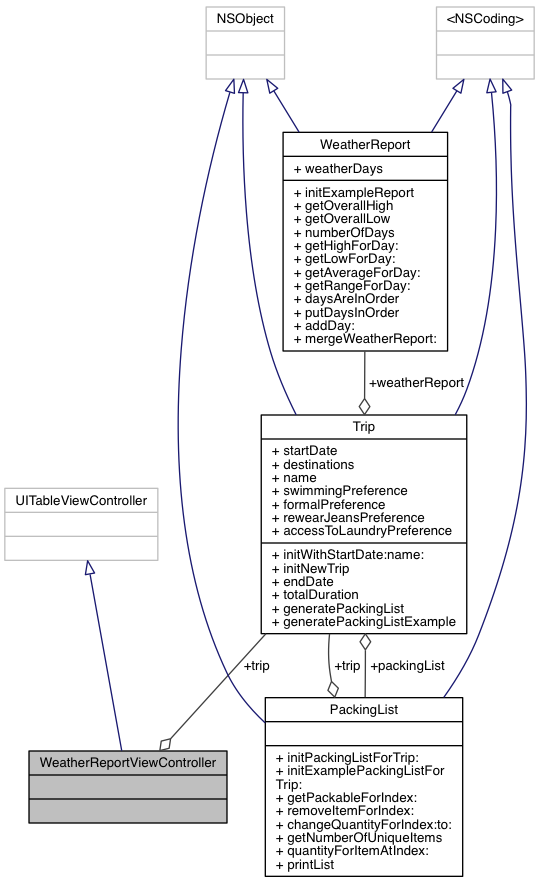 NSObject
<NSCoding>
WeatherReport
+ weatherDays
+ initExampleReport
+ getOverallHigh
+ getOverallLow
+ numberOfDays
+ getHighForDay:
+ getLowForDay:
+ getAverageForDay:
+ getRangeForDay:
+ daysAreInOrder
+ putDaysInOrder
+ addDay:
+ mergeWeatherReport:
+weatherReport
Trip
+ startDate
+ destinations
+ name
+ swimmingPreference
+ formalPreference
+ rewearJeansPreference
+ accessToLaundryPreference
+ initWithStartDate:name:
+ initNewTrip
+ endDate
+ totalDuration
+ generatePackingList
+ generatePackingListExample
UITableViewController
+trip
+trip
+packingList
PackingList
+ initPackingListForTrip:
+ initExamplePackingListFor
Trip:
+ getPackableForIndex:
+ removeItemForIndex:
+ changeQuantityForIndex:to:
+ getNumberOfUniqueItems
+ quantityForItemAtIndex:
+ printList
WeatherReportViewController